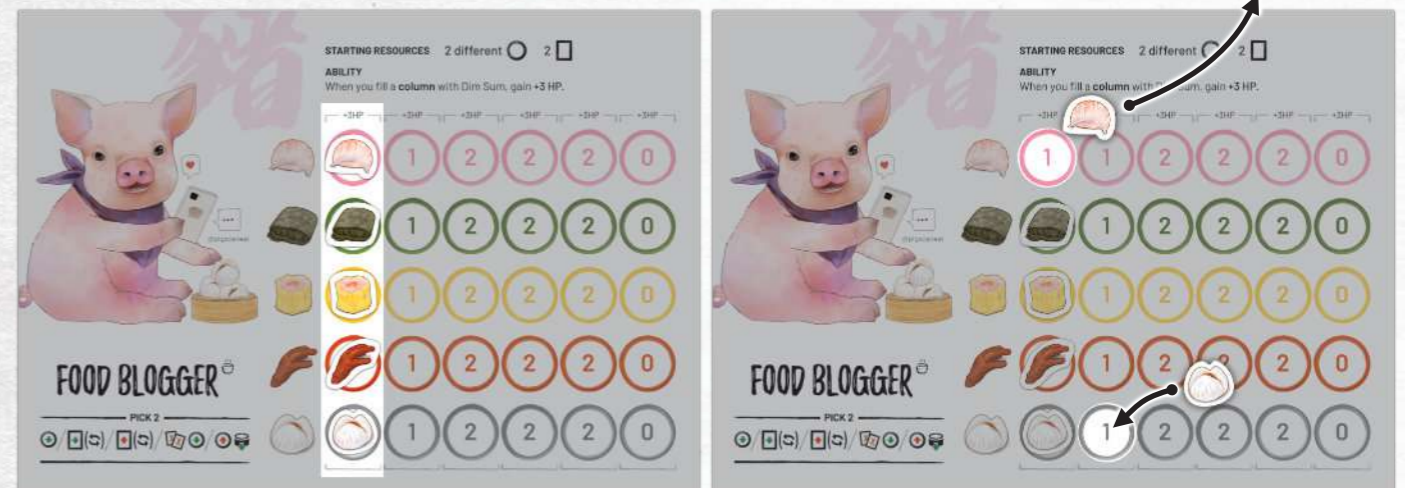 豬
STARTING RESOURCES 2 different 2
ABILITY
When you fill a column with Dim Sum, gain +3 HP.
+3HP +3HP +3HP +3HP +3HP +3HP
1 2 2 2 0
1 2 2 2 0
1 2 2 2 0
1 2 2 2 0
1 2 2 2 0
FOOD BLOGGER
PICK 2
STARTING RESOURCES 2 different 2
ABILITY
When you fill a column with Dim Sum, gain +3 HP.
+3HP +3HP +3HP +3HP +3HP
1 1 2 2 2 0
1 2 2 2 0
1 2 2 2 0
1 2 2 2 0
1 2 2 2 0
FOOD BLOGGER
PICK 2